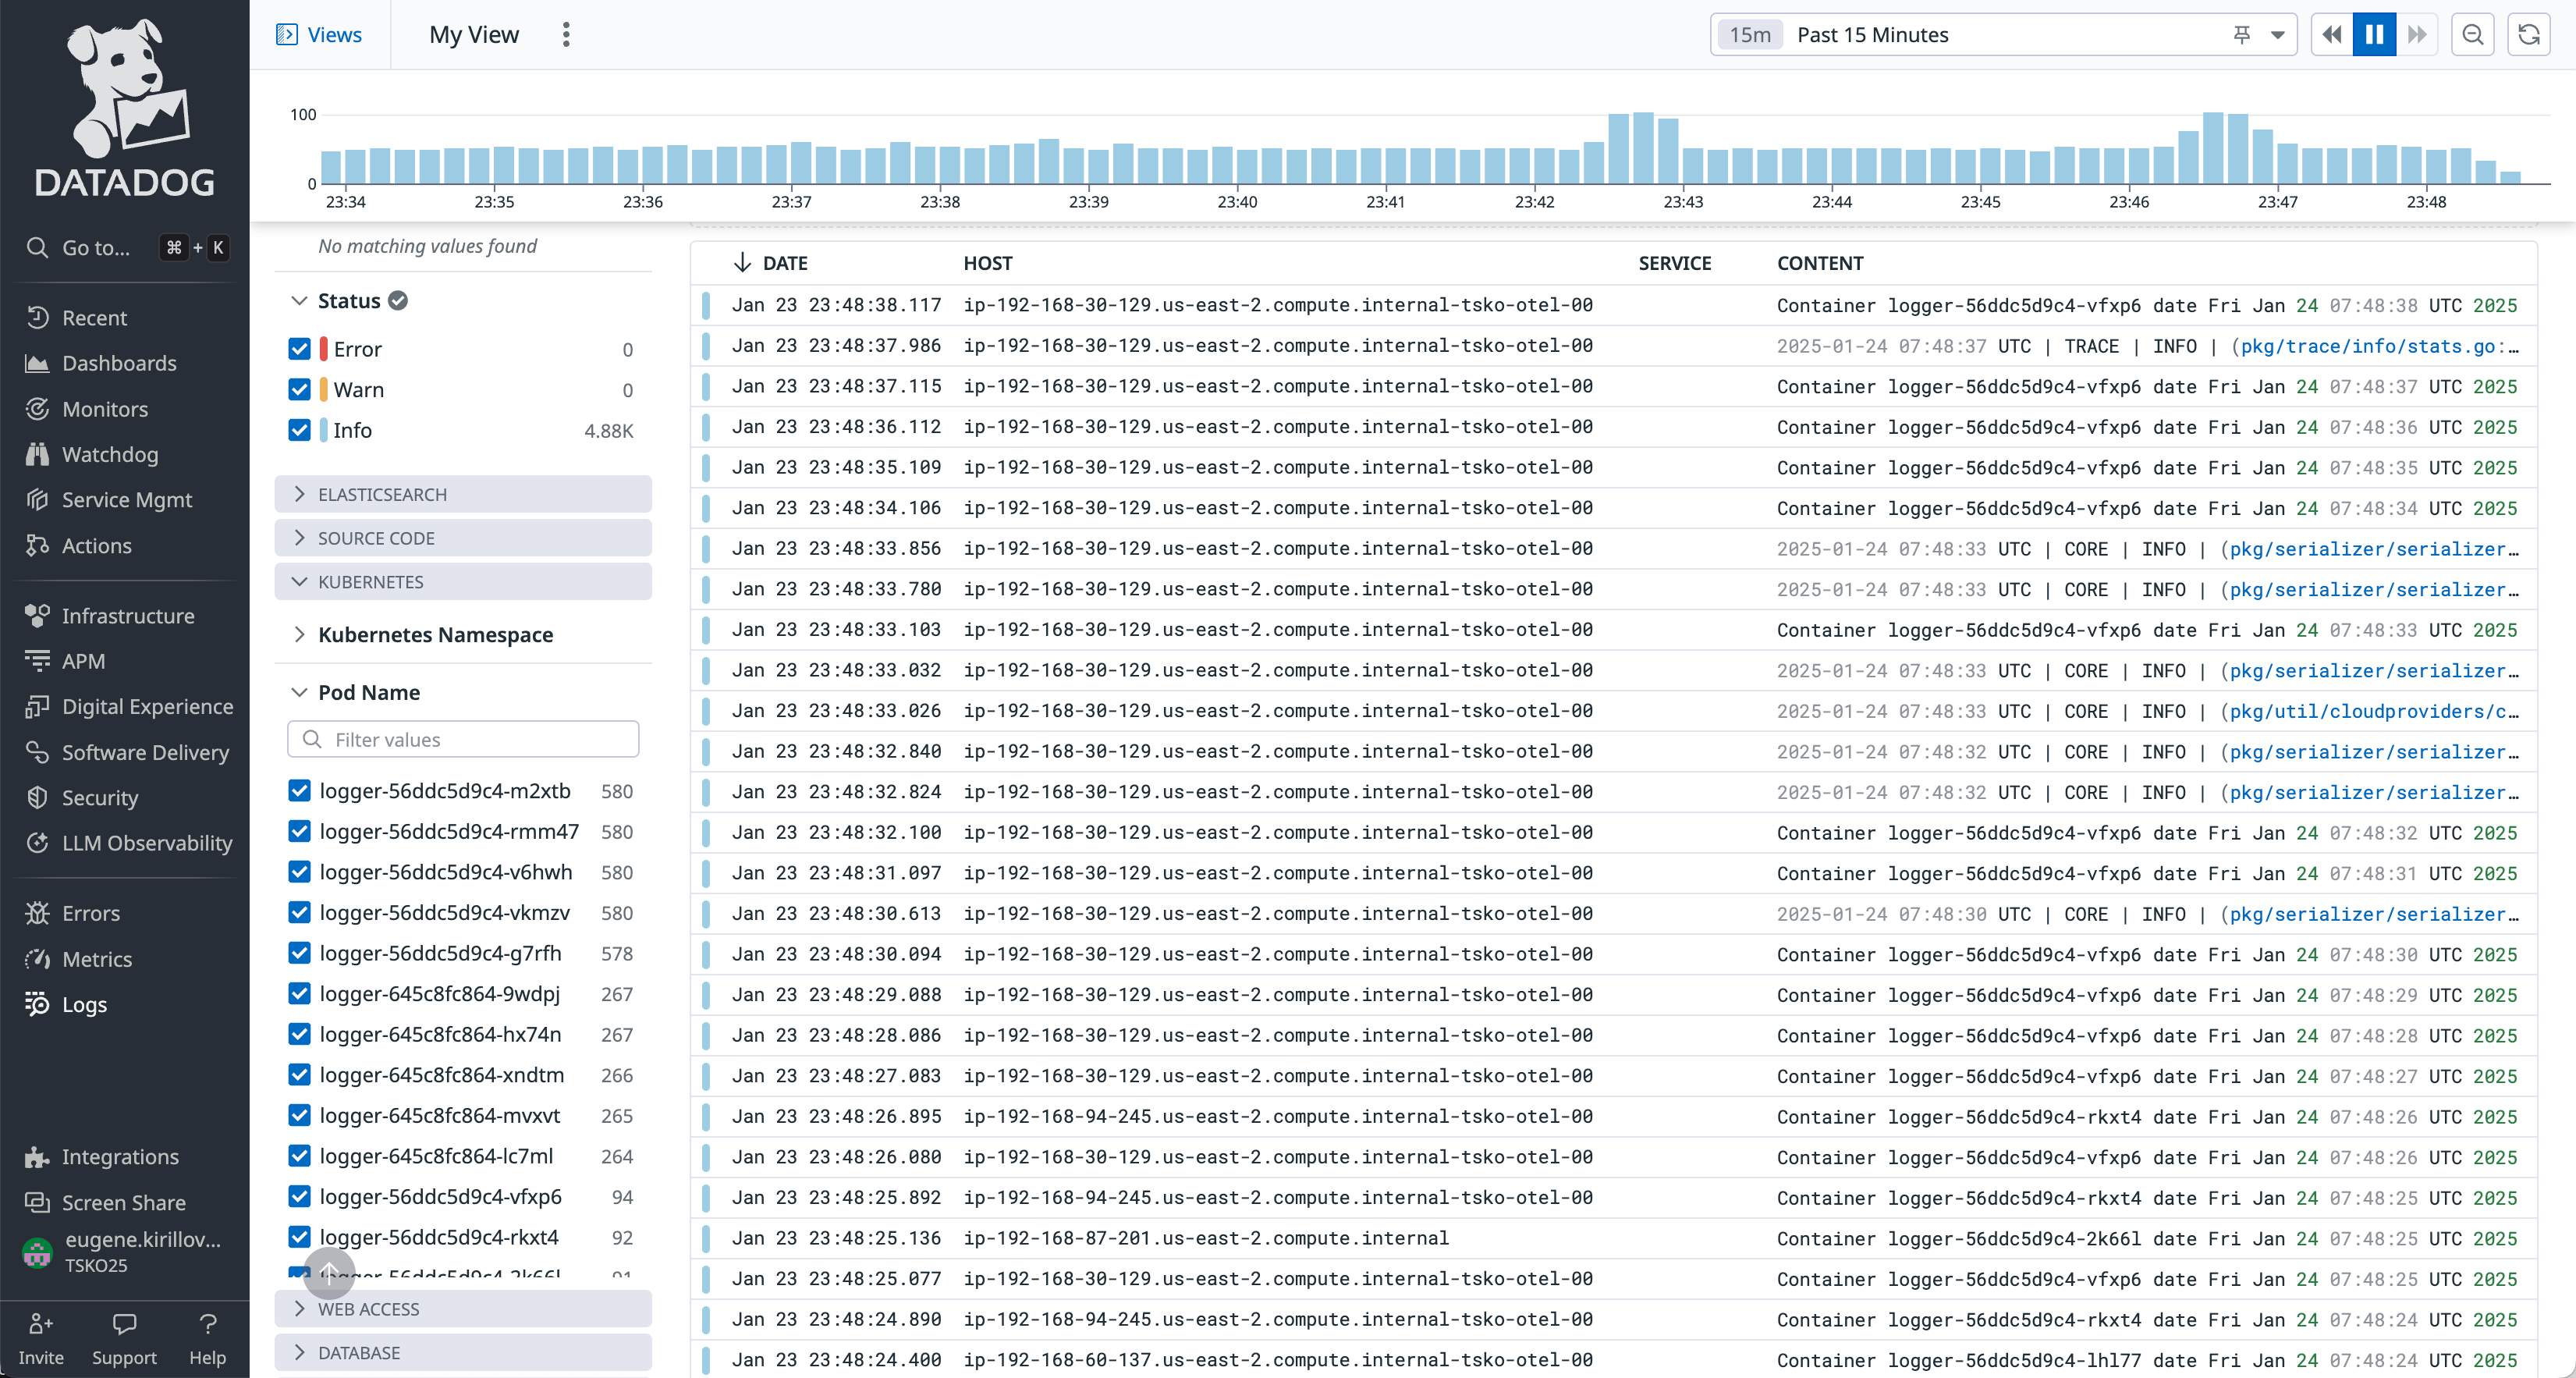 DATADOG
Go to... ⌘ + K
Recent
Dashboards
Monitors
Watchdog
Service Mgmt
Actions
Infrastructure
APM
Digital Experience
Software Delivery
Security
LLM Observability
Errors
Metrics
Logs
Integrations
Screen Share
eugene.kirillov...
TSKO25
Invite Support Help
Views My View 15m Past 15 Minutes
100
0
23:34 23:35 23:36 23:37 23:38 23:39 23:40 23:41 23:42 23:43 23:44 23:45 23:46 23:47 23:48
No matching values found
Status
Error 0
Warn 0
Info 4.88K
ELASTICSEARCH
SOURCE CODE
KUBERNETES
Kubernetes Namespace
Pod Name
Filter values
logger-56ddc5d9c4-m2xtb 580
logger-56ddc5d9c4-rmm47 580
logger-56ddc5d9c4-v6hwh 580
logger-56ddc5d9c4-vkmzv 580
logger-56ddc5d9c4-g7rfh 578
logger-645c8fc864-9wdpj 267
logger-645c8fc864-hx74n 267
logger-645c8fc864-xndtm 266
logger-645c8fc864-mvxvt 265
logger-645c8fc864-lc7ml 264
logger-56ddc5d9c4-vfxp6 94
logger-56ddc5d9c4-rkxt4 92
WEB ACCESS
DATABASE
DATE HOST SERVICE CONTENT
Jan 23 23:48:38.117 ip-192-168-30-129.us-east-2.compute.internal-tsko-otel-00 Container logger-56ddc5d9c4-vfxp6 date Fri Jan 24 07:48:38 UTC 2025
Jan 23 23:48:37.986 ip-192-168-30-129.us-east-2.compute.internal-tsko-otel-00 2025-01-24 07:48:37 UTC | TRACE | INFO | (pkg/trace/info/stats.go:…
Jan 23 23:48:37.115 ip-192-168-30-129.us-east-2.compute.internal-tsko-otel-00 Container logger-56ddc5d9c4-vfxp6 date Fri Jan 24 07:48:37 UTC 2025
Jan 23 23:48:36.112 ip-192-168-30-129.us-east-2.compute.internal-tsko-otel-00 Container logger-56ddc5d9c4-vfxp6 date Fri Jan 24 07:48:36 UTC 2025
Jan 23 23:48:35.109 ip-192-168-30-129.us-east-2.compute.internal-tsko-otel-00 Container logger-56ddc5d9c4-vfxp6 date Fri Jan 24 07:48:35 UTC 2025
Jan 23 23:48:34.106 ip-192-168-30-129.us-east-2.compute.internal-tsko-otel-00 Container logger-56ddc5d9c4-vfxp6 date Fri Jan 24 07:48:34 UTC 2025
Jan 23 23:48:33.856 ip-192-168-30-129.us-east-2.compute.internal-tsko-otel-00 2025-01-24 07:48:33 UTC | CORE | INFO | (pkg/serializer/serializer…
Jan 23 23:48:33.780 ip-192-168-30-129.us-east-2.compute.internal-tsko-otel-00 2025-01-24 07:48:33 UTC | CORE | INFO | (pkg/serializer/serializer…
Jan 23 23:48:33.103 ip-192-168-30-129.us-east-2.compute.internal-tsko-otel-00 Container logger-56ddc5d9c4-vfxp6 date Fri Jan 24 07:48:33 UTC 2025
Jan 23 23:48:33.032 ip-192-168-30-129.us-east-2.compute.internal-tsko-otel-00 2025-01-24 07:48:33 UTC | CORE | INFO | (pkg/serializer/serializer…
Jan 23 23:48:33.026 ip-192-168-30-129.us-east-2.compute.internal-tsko-otel-00 2025-01-24 07:48:33 UTC | CORE | INFO | (pkg/util/cloudproviders/c…
Jan 23 23:48:32.840 ip-192-168-30-129.us-east-2.compute.internal-tsko-otel-00 2025-01-24 07:48:32 UTC | CORE | INFO | (pkg/serializer/serializer…
Jan 23 23:48:32.824 ip-192-168-30-129.us-east-2.compute.internal-tsko-otel-00 2025-01-24 07:48:32 UTC | CORE | INFO | (pkg/serializer/serializer…
Jan 23 23:48:32.100 ip-192-168-30-129.us-east-2.compute.internal-tsko-otel-00 Container logger-56ddc5d9c4-vfxp6 date Fri Jan 24 07:48:32 UTC 2025
Jan 23 23:48:31.097 ip-192-168-30-129.us-east-2.compute.internal-tsko-otel-00 Container logger-56ddc5d9c4-vfxp6 date Fri Jan 24 07:48:31 UTC 2025
Jan 23 23:48:30.613 ip-192-168-30-129.us-east-2.compute.internal-tsko-otel-00 2025-01-24 07:48:30 UTC | CORE | INFO | (pkg/serializer/serializer…
Jan 23 23:48:30.094 ip-192-168-30-129.us-east-2.compute.internal-tsko-otel-00 Container logger-56ddc5d9c4-vfxp6 date Fri Jan 24 07:48:30 UTC 2025
Jan 23 23:48:29.088 ip-192-168-30-129.us-east-2.compute.internal-tsko-otel-00 Container logger-56ddc5d9c4-vfxp6 date Fri Jan 24 07:48:29 UTC 2025
Jan 23 23:48:28.086 ip-192-168-30-129.us-east-2.compute.internal-tsko-otel-00 Container logger-56ddc5d9c4-vfxp6 date Fri Jan 24 07:48:28 UTC 2025
Jan 23 23:48:27.083 ip-192-168-30-129.us-east-2.compute.internal-tsko-otel-00 Container logger-56ddc5d9c4-vfxp6 date Fri Jan 24 07:48:27 UTC 2025
Jan 23 23:48:26.895 ip-192-168-94-245.us-east-2.compute.internal-tsko-otel-00 Container logger-56ddc5d9c4-rkxt4 date Fri Jan 24 07:48:26 UTC 2025
Jan 23 23:48:26.080 ip-192-168-30-129.us-east-2.compute.internal-tsko-otel-00 Container logger-56ddc5d9c4-vfxp6 date Fri Jan 24 07:48:26 UTC 2025
Jan 23 23:48:25.892 ip-192-168-94-245.us-east-2.compute.internal-tsko-otel-00 Container logger-56ddc5d9c4-rkxt4 date Fri Jan 24 07:48:25 UTC 2025
Jan 23 23:48:25.136 ip-192-168-87-201.us-east-2.compute.internal Container logger-56ddc5d9c4-2k66l date Fri Jan 24 07:48:25 UTC 2025
Jan 23 23:48:25.077 ip-192-168-30-129.us-east-2.compute.internal-tsko-otel-00 Container logger-56ddc5d9c4-vfxp6 date Fri Jan 24 07:48:25 UTC 2025
Jan 23 23:48:24.890 ip-192-168-94-245.us-east-2.compute.internal-tsko-otel-00 Container logger-56ddc5d9c4-rkxt4 date Fri Jan 24 07:48:24 UTC 2025
Jan 23 23:48:24.400 ip-192-168-60-137.us-east-2.compute.internal-tsko-otel-00 Container logger-56ddc5d9c4-lhl77 date Fri Jan 24 07:48:24 UTC 2025